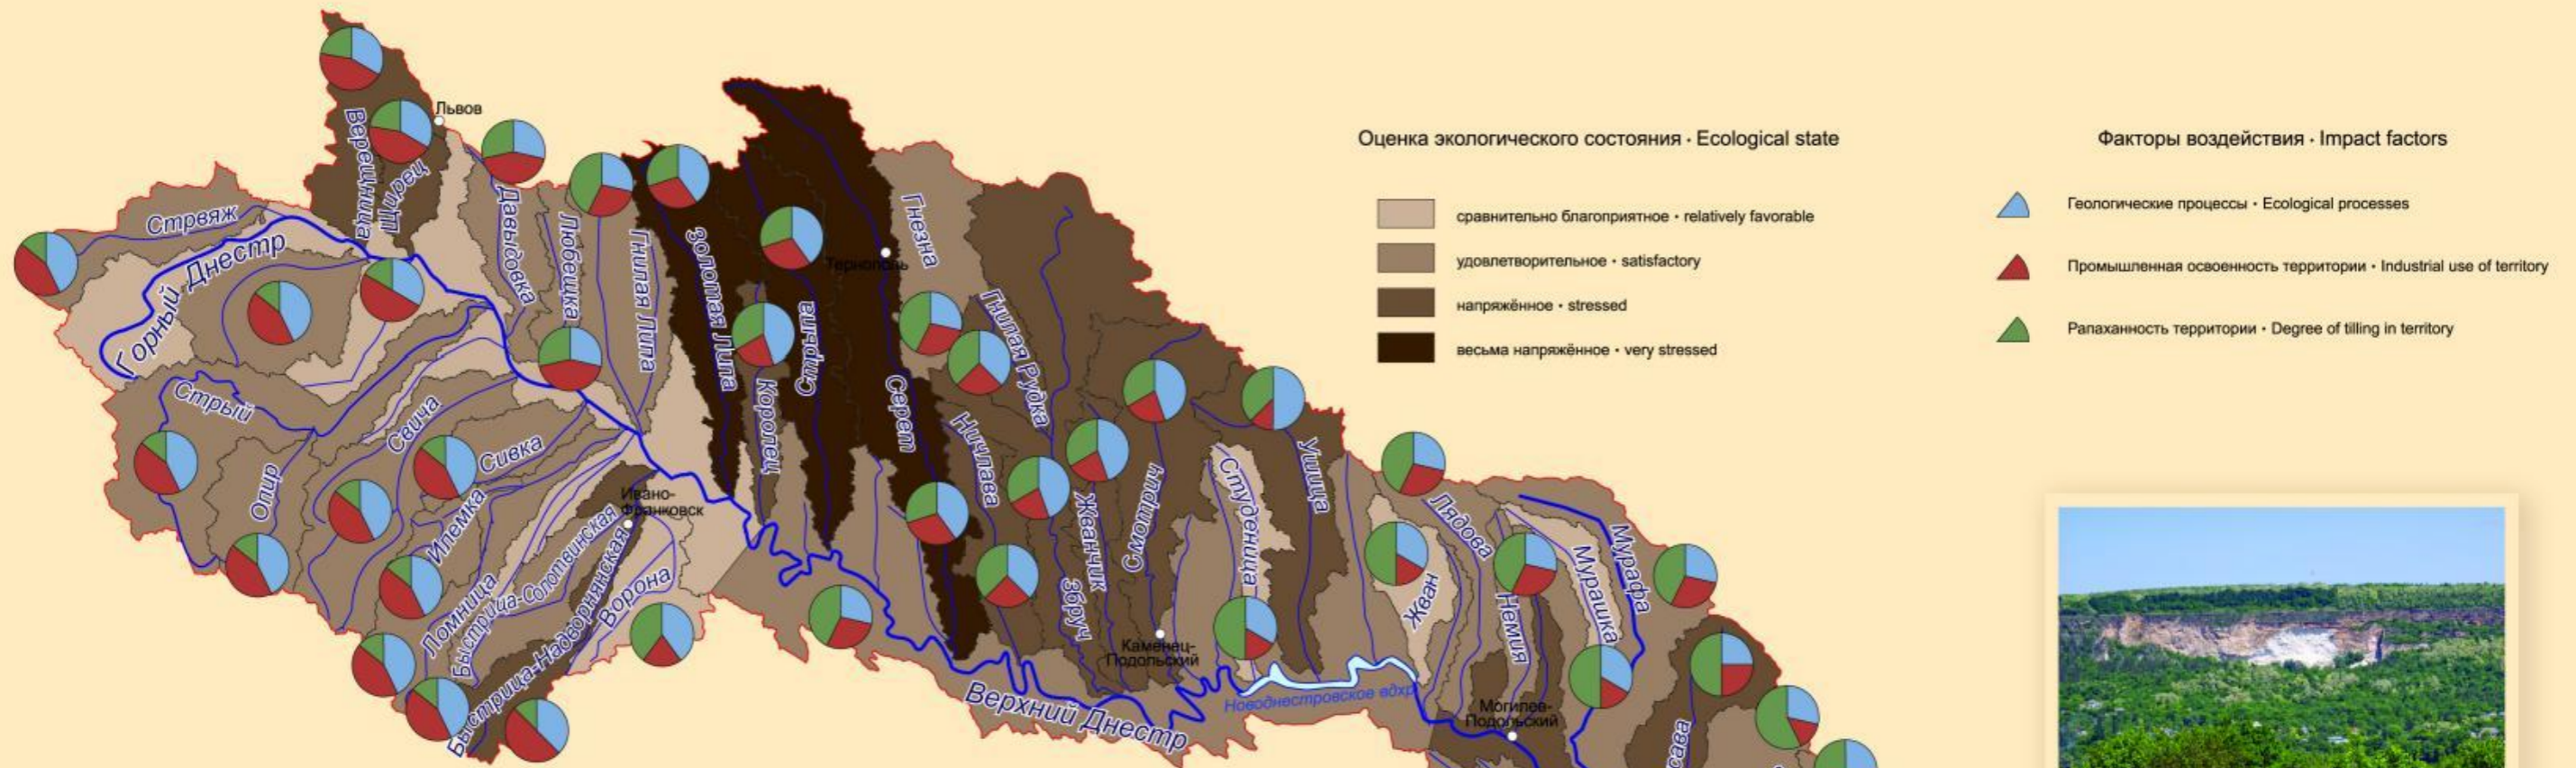 Львов
Верещица
Щирец
Давыдовка
Любешка
Гнилая Липа
Золотая Липа
Коропец
Стрыпа
Тернополь
Серет
Гнезна
Гнилая Рудка
Стрвяж
Горный Днестр
Стрый
Опир
Свича
Сивка
Илемка
Ломница
Быстрица-Солотвинская
Быстрица-Надворнянская
Ворона
Ивано-
Франковск
Ничлава
Збруч
Жванчик
Смотрич
Студеница
Ушица
Каменец-
Подольский
Верхний Днестр
Новоднестровское вдхр
Жван
Лядова
Немия
Мурашка
Мурафа
Могилев-
Подольский
сава
Оценка экологического состояния · Ecological state
сравнительно благоприятное · relatively favorable
удовлетворительное · satisfactory
напряжённое · stressed
весьма напряжённое · very stressed
Факторы воздействия · Impact factors
Геологические процессы · Ecological processes
Промышленная освоенность территории · Industrial use of territory
Рапаханность территории · Degree of tilling in territory